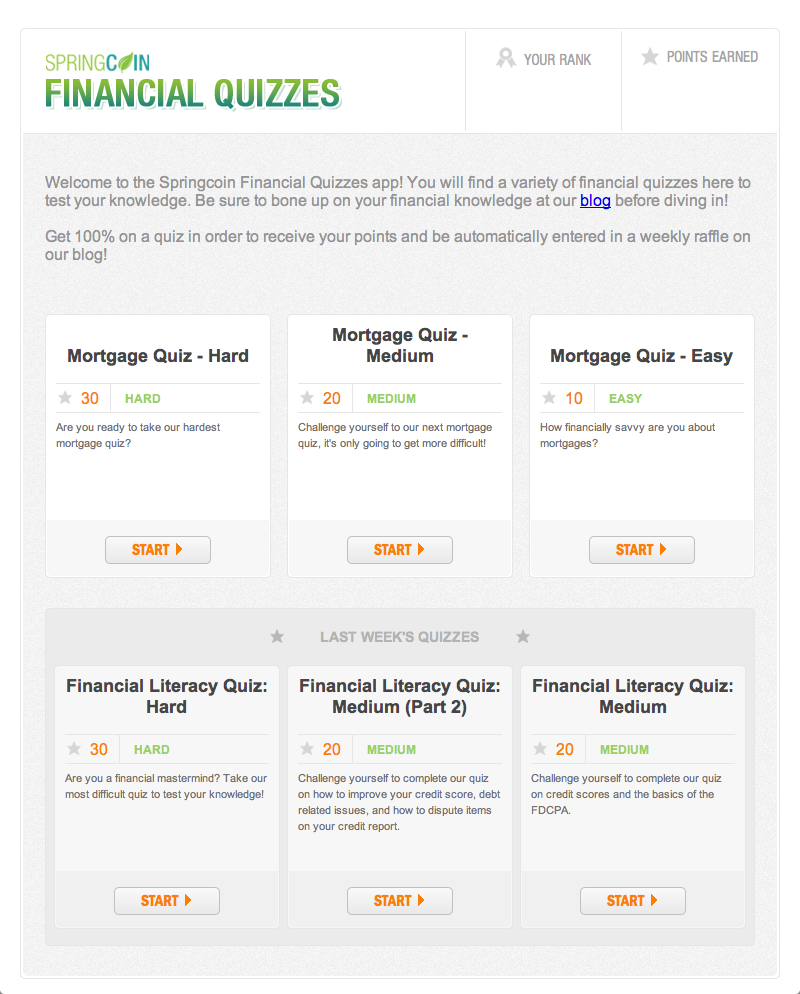 SPRINGCOIN
FINANCIAL QUIZZES
YOUR RANK
POINTS EARNED
Welcome to the Springcoin Financial Quizzes app! You will find a variety of financial quizzes here to
test your knowledge. Be sure to bone up on your financial knowledge at our blog before diving in!
Get 100% on a quiz in order to receive your points and be automatically entered in a weekly raffle on
our blog!
Mortgage Quiz - Hard
30
HARD
Are you ready to take our hardest
mortgage quiz?
START
Mortgage Quiz -
Medium
20
MEDIUM
Challenge yourself to our next mortgage
quiz, it's only going to get more difficult!
START
Mortgage Quiz - Easy
10
EASY
How financially savvy are you about
mortgages?
START
LAST WEEK'S QUIZZES
Financial Literacy Quiz:
Hard
30
HARD
Are you a financial mastermind? Take our
most difficult quiz to test your knowledge!
START
Financial Literacy Quiz:
Medium (Part 2)
20
MEDIUM
Challenge yourself to complete our quiz
on how to improve your credit score, debt
related issues, and how to dispute items
on your credit report.
START
Financial Literacy Quiz:
Medium
20
MEDIUM
Challenge yourself to complete our quiz
on credit scores and the basics of the
FDCPA.
START